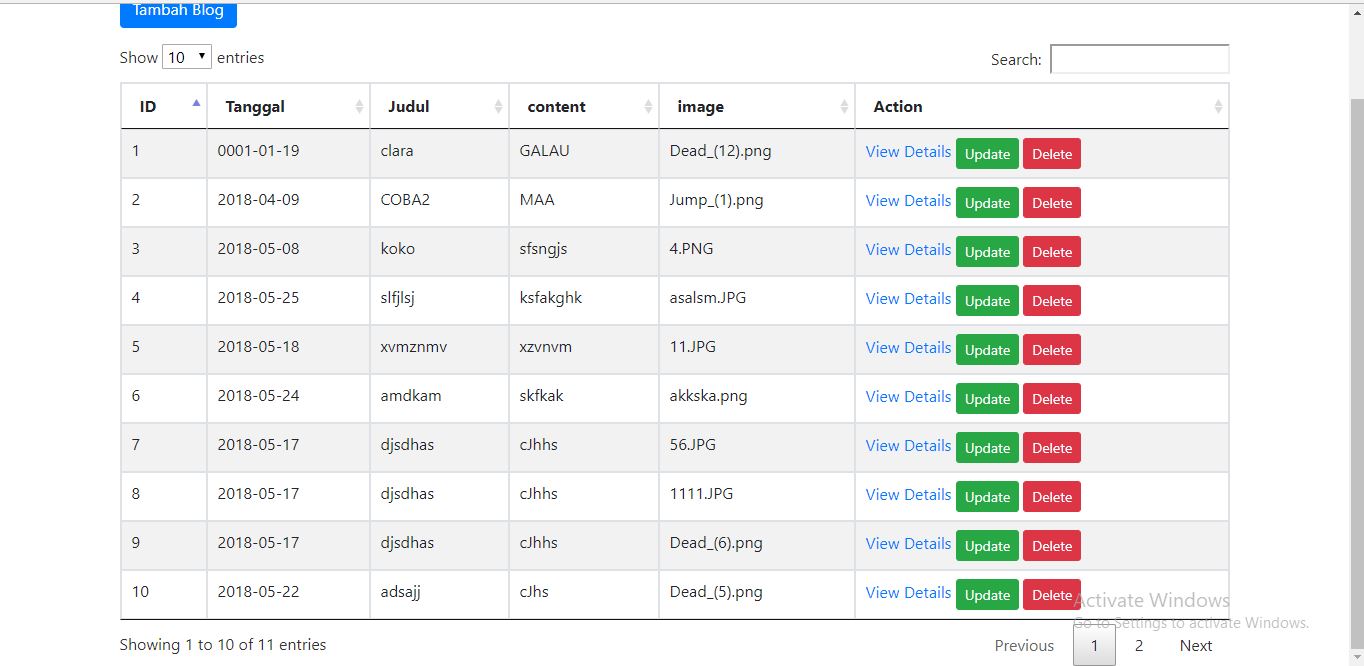 Tambah Blog
Show 10 entries Search:
ID Tanggal Judul content image Action
1 0001-01-19 clara GALAU Dead_(12).png View Details Update Delete
2 2018-04-09 COBA2 MAA Jump_(1).png View Details Update Delete
3 2018-05-08 koko sfsngjs 4.PNG View Details Update Delete
4 2018-05-25 slfjlsj ksfakghk asalsm.JPG View Details Update Delete
5 2018-05-18 xvmznmv xzvnvm 11.JPG View Details Update Delete
6 2018-05-24 amdkam skfkak akkska.png View Details Update Delete
7 2018-05-17 djsdhas cJhhs 56.JPG View Details Update Delete
8 2018-05-17 djsdhas cJhhs 1111.JPG View Details Update Delete
9 2018-05-17 djsdhas cJhhs Dead_(6).png View Details Update Delete
10 2018-05-22 adsajj cJhs Dead_(5).png View Details Update Delete
Activate Windows
Go to Settings to activate Windows.
Showing 1 to 10 of 11 entries Previous 1 2 Next